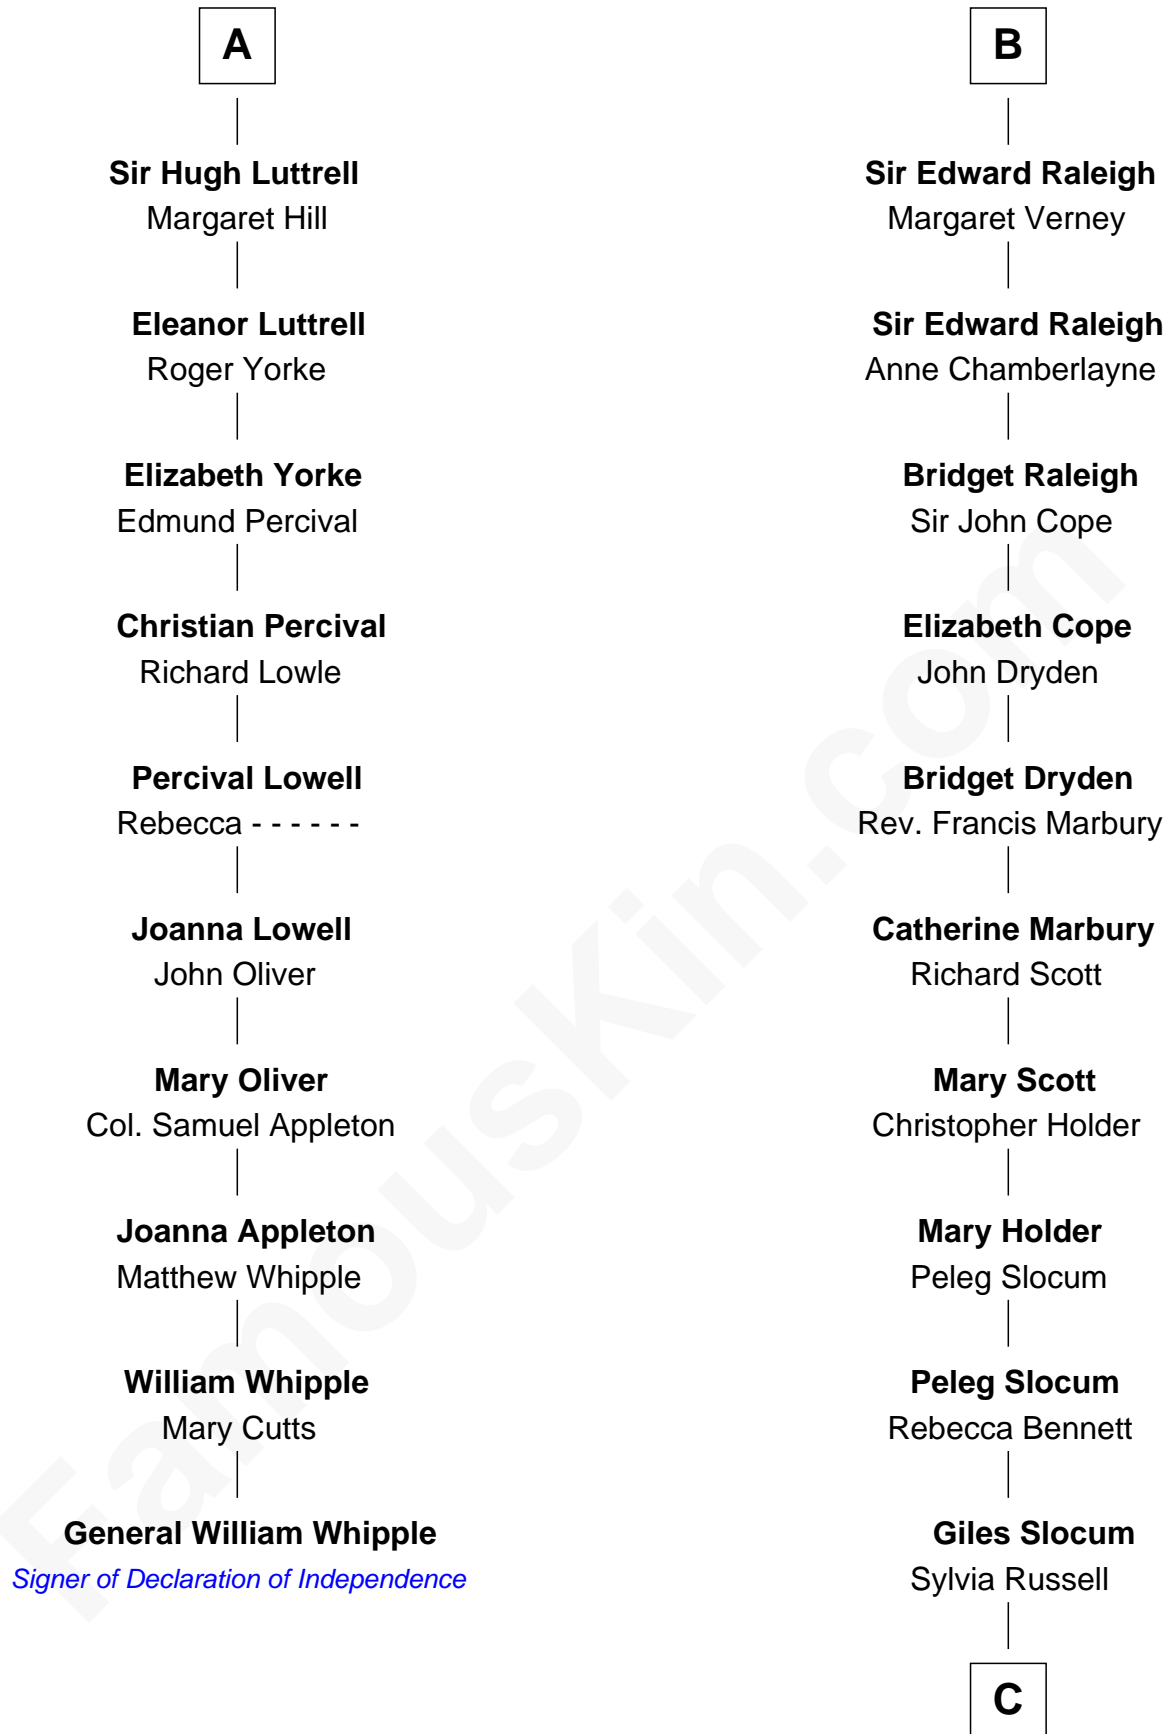 A
Sir Hugh Luttrell
Margaret Hill
Eleanor Luttrell
Roger Yorke
Elizabeth Yorke
Edmund Percival
Christian Percival
Richard Lowle
Percival Lowell
Rebecca - - - - - -
Joanna Lowell
John Oliver
Mary Oliver
Col. Samuel Appleton
Joanna Appleton
Matthew Whipple
William Whipple
Mary Cutts
General William Whipple
Signer of Declaration of Independence
B
Sir Edward Raleigh
Margaret Verney
Sir Edward Raleigh
Anne Chamberlayne
Bridget Raleigh
Sir John Cope
Elizabeth Cope
John Dryden
Bridget Dryden
Rev. Francis Marbury
Catherine Marbury
Richard Scott
Mary Scott
Christopher Holder
Mary Holder
Peleg Slocum
Peleg Slocum
Rebecca Bennett
Giles Slocum
Sylvia Russell
C
FamousKin.com